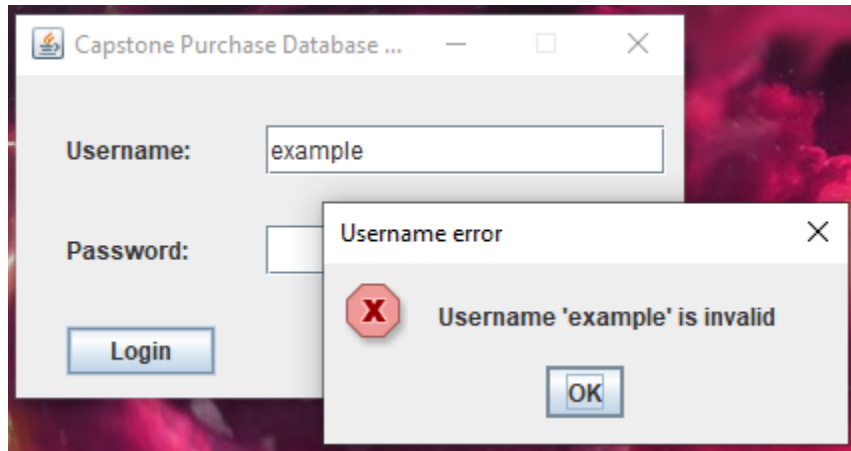 Capstone Purchase Database ...
Username:
example
Password:
Login
Username error
Username 'example' is invalid
OK